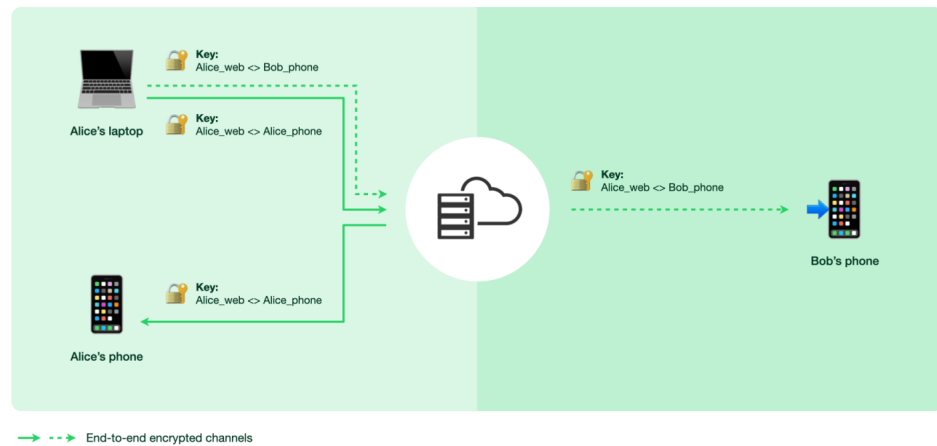 Key:
Alice_web <> Bob_phone
Alice's laptop
Key:
Alice_web <> Alice_phone
Key:
Alice_web <> Bob_phone
Bob's phone
Key:
Alice_web <> Alice_phone
Alice's phone
End-to-end encrypted channels